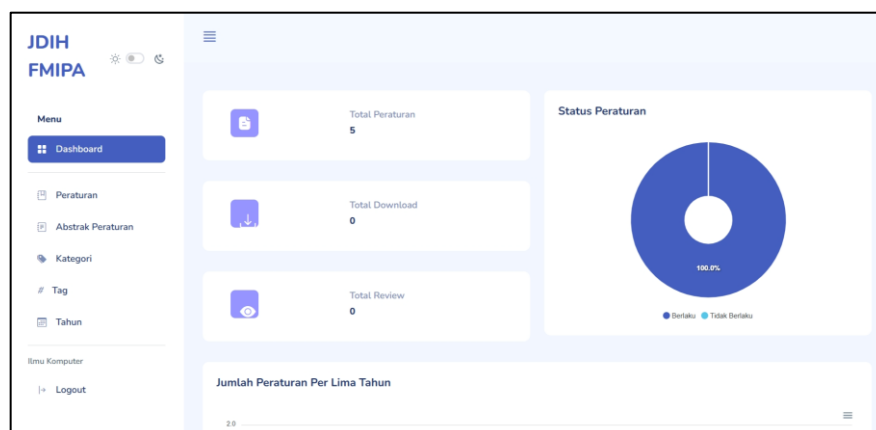 JDIH
FMIPA
Menu
Dashboard
Peraturan
Abstrak Peraturan
Kategori
Tag
Tahun
Ilmu Komputer
Logout
Total Peraturan
5
Total Download
0
Total Review
0
Status Peraturan
100.0%
Berlaku Tidak Berlaku
Jumlah Peraturan Per Lima Tahun
2.0